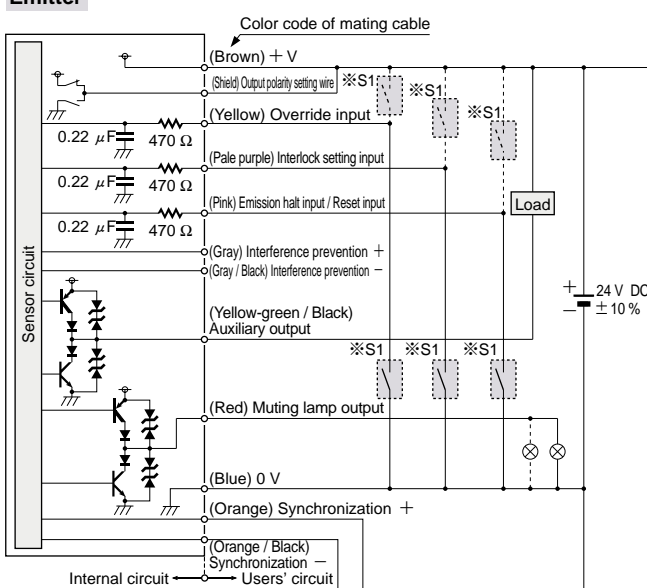 Emitter
Color code of mating cable
(Brown) + V
(Shield) Output polarity setting wire
※S1
※S1
※S1
(Yellow) Override input
0.22 μF
470 Ω
(Pale purple) Interlock setting input
0.22 μF
470 Ω
(Pink) Emission halt input / Reset input
Load
0.22 μF
470 Ω
Sensor circuit
(Gray) Interference prevention +
(Gray / Black) Interference prevention −
+
−
24 V DC
± 10 %
(Yellow-green / Black)
Auxiliary output
※S1
※S1
※S1
(Red) Muting lamp output
(Blue) 0 V
(Orange) Synchronization +
(Orange / Black)
Synchronization −
Internal circuit
Users' circuit